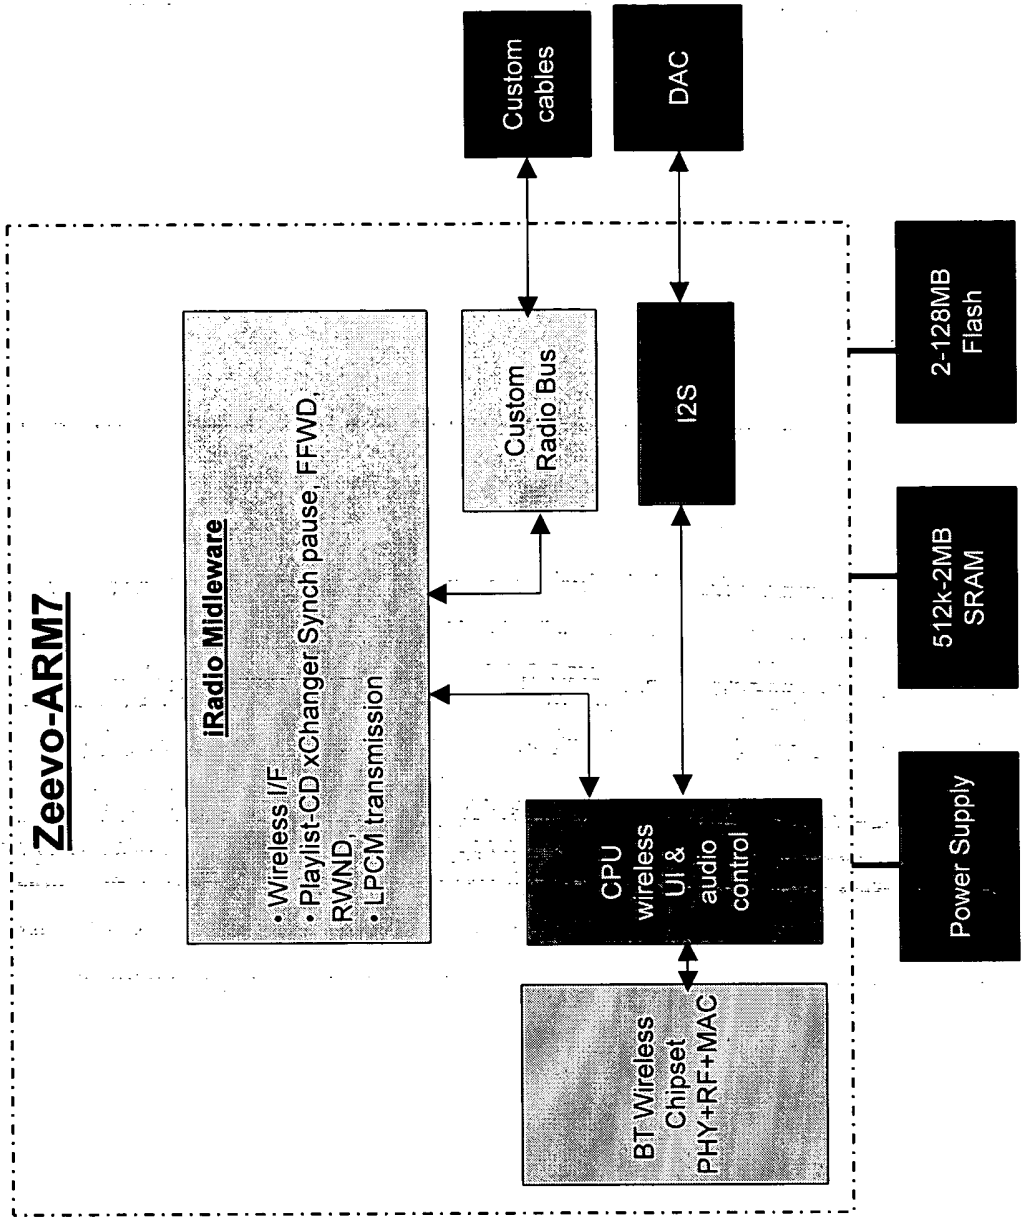 Zeevo-ARM7
iRadio Midleware
• Wireless I/F
• Playlist-CD xChanger Synch pause, FFWD,
RWND,
• LPCM transmission
BT Wireless
Chipset
PHY+RF+MAC
CPU
wireless
UI &
audio
control
Custom
Radio Bus
I2S
Custom
cables
DAC
Power Supply
512k-2MB
SRAM
2-128MB
Flash